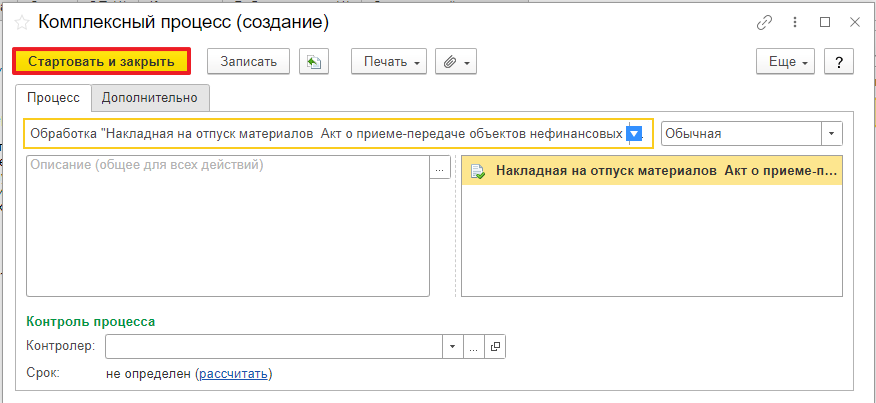 Комплексный процесс (создание)
Стартовать и закрыть
Записать
Печать
Еще
?
Процесс
Дополнительно
Обработка "Накладная на отпуск материалов  Акт о приеме-передаче объектов нефинансовых
Обычная
Описание (общее для всех действий)
...
Накладная на отпуск материалов  Акт о приеме-п...
Контроль процесса
Контролер:
...
Срок:
не определен (рассчитать)